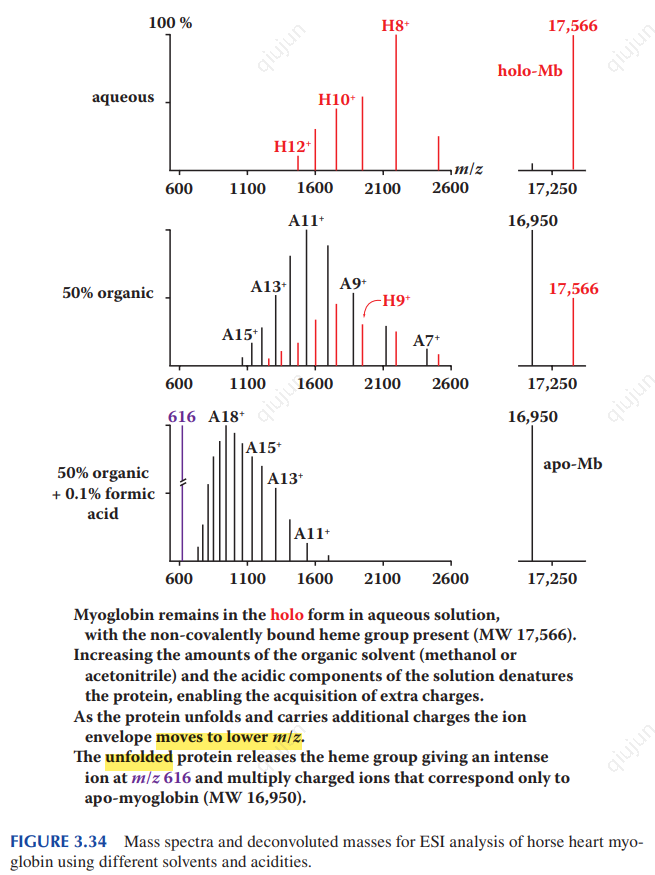 100 %
H8+
17,566
holo-Mb
aqueous
H10+
H12+
m/z
600 1100 1600 2100 2600 17,250
A11+
16,950
50% organic
A13+
A9+
H9+
17,566
A15+
A7+
600 1100 1600 2100 2600 17,250
616 A18+
16,950
A15+
apo-Mb
50% organic
+ 0.1% formic
acid
A13+
A11+
600 1100 1600 2100 2600 17,250
Myoglobin remains in the holo form in aqueous solution,
with the non-covalently bound heme group present (MW 17,566).
Increasing the amounts of the organic solvent (methanol or
acetonitrile) and the acidic components of the solution denatures
the protein, enabling the acquisition of extra charges.
As the protein unfolds and carries additional charges the ion
envelope moves to lower m/z.
The unfolded protein releases the heme group giving an intense
ion at m/z 616 and multiply charged ions that correspond only to
apo-myoglobin (MW 16,950).
FIGURE 3.34 Mass spectra and deconvoluted masses for ESI analysis of horse heart myo-
globin using different solvents and acidities.
qiujun
qiujun
qiujun
qiujun
qiujun
qiujun